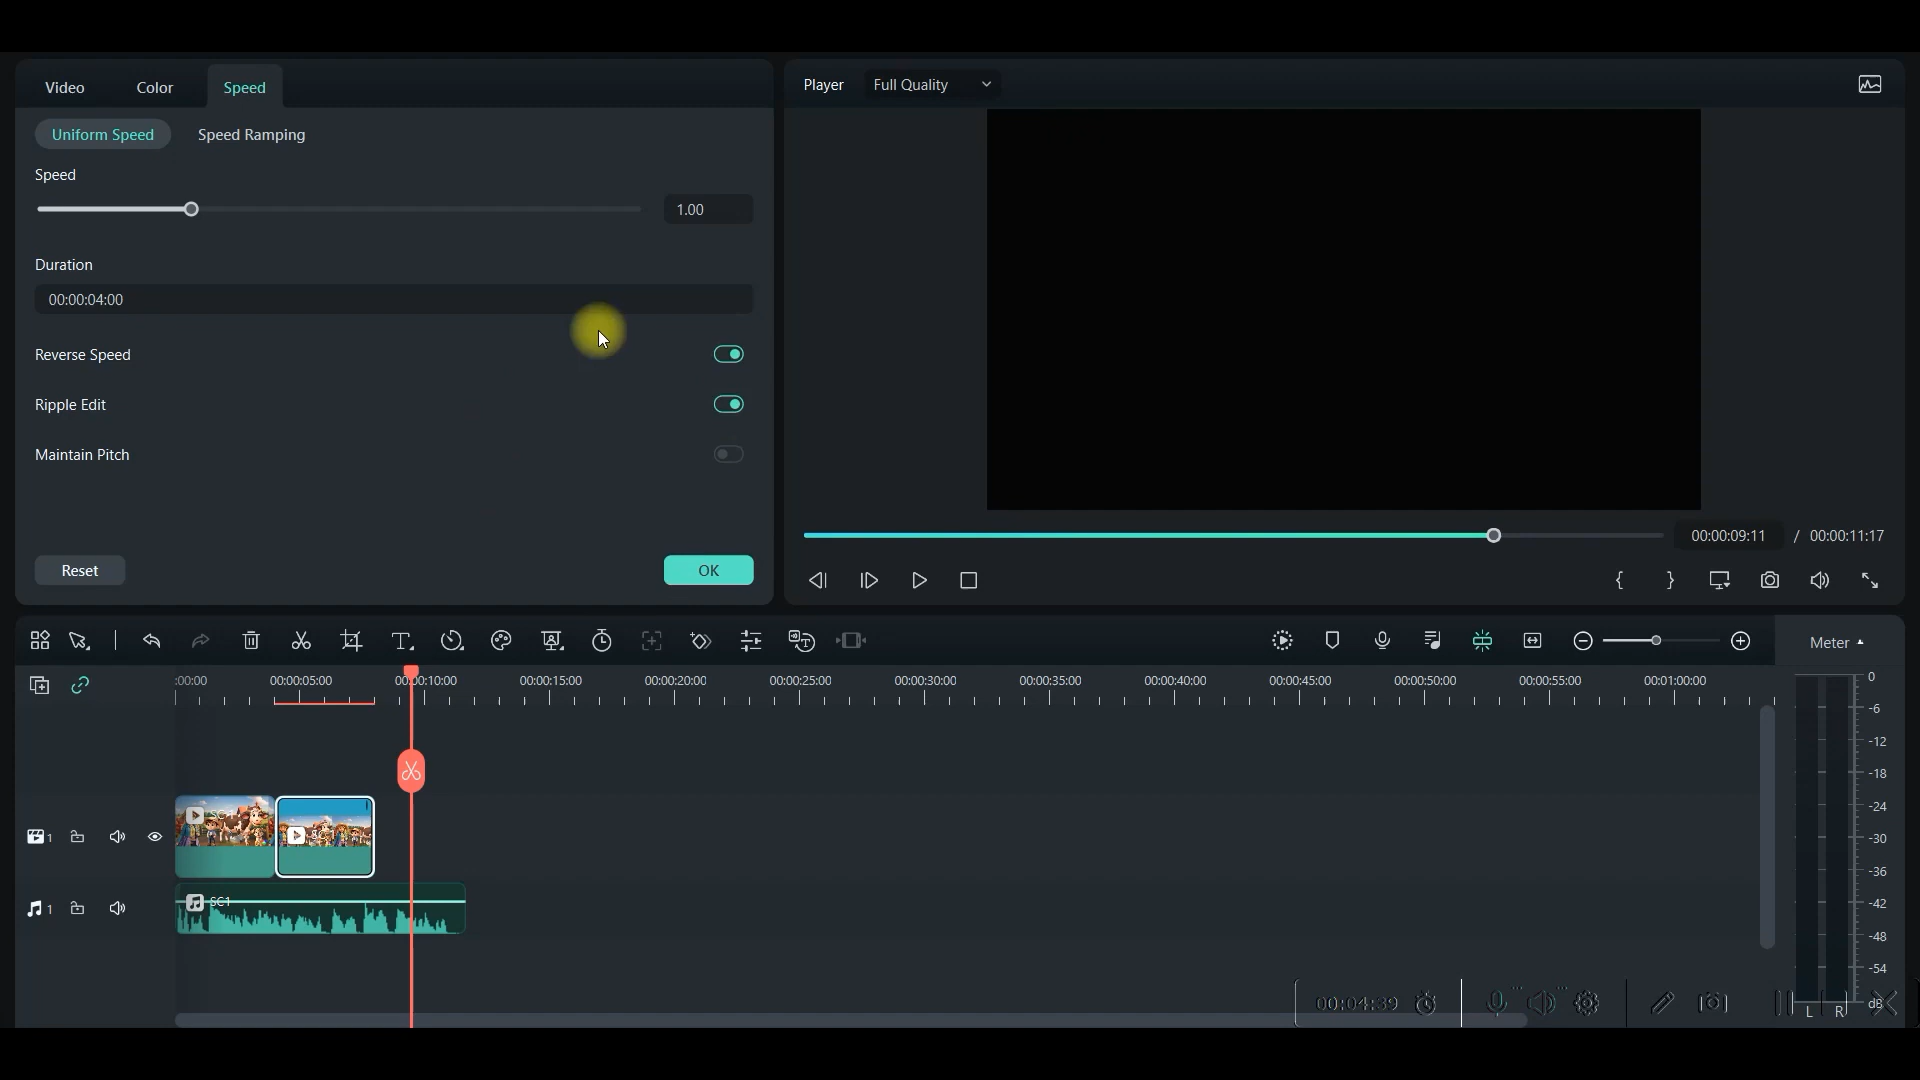 Video Color Speed
Uniform Speed Speed Ramping
Speed
1.00
Duration
00:00:04:00
Reverse Speed
Ripple Edit
Maintain Pitch
Reset OK
Player Full Quality
00:00:09:11 / 00:00:11:17
Meter
:00:00 00:00:05:00 00:00:10:00 00:00:15:00 00:00:20:00 00:00:25:00 00:00:30:00 00:00:35:00 00:00:40:00 00:00:45:00 00:00:50:00 00:00:55:00 00:01:00:00
0
-6
-12
-18
-24
-30
-36
-42
-48
-54
dB
L R
1
1 SC1
00:04:39